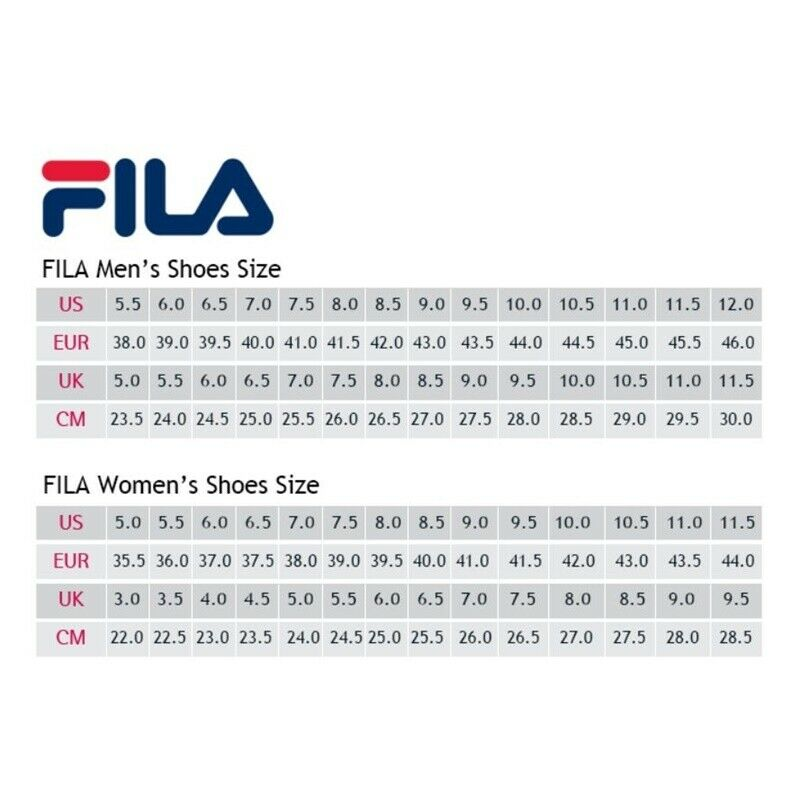 FILA
FILA Men's Shoes Size
US 5.5 6.0 6.5 7.0 7.5 8.0 8.5 9.0 9.5 10.0 10.5 11.0 11.5 12.0
EUR 38.0 39.0 39.5 40.0 41.0 41.5 42.0 43.0 43.5 44.0 44.5 45.0 45.5 46.0
UK 5.0 5.5 6.0 6.5 7.0 7.5 8.0 8.5 9.0 9.5 10.0 10.5 11.0 11.5
CM 23.5 24.0 24.5 25.0 25.5 26.0 26.5 27.0 27.5 28.0 28.5 29.0 29.5 30.0
FILA Women's Shoes Size
US 5.0 5.5 6.0 6.5 7.0 7.5 8.0 8.5 9.0 9.5 10.0 10.5 11.0 11.5
EUR 35.5 36.0 37.0 37.5 38.0 39.0 39.5 40.0 41.0 41.5 42.0 43.0 43.5 44.0
UK 3.0 3.5 4.0 4.5 5.0 5.5 6.0 6.5 7.0 7.5 8.0 8.5 9.0 9.5
CM 22.0 22.5 23.0 23.5 24.0 24.5 25.0 25.5 26.0 26.5 27.0 27.5 28.0 28.5